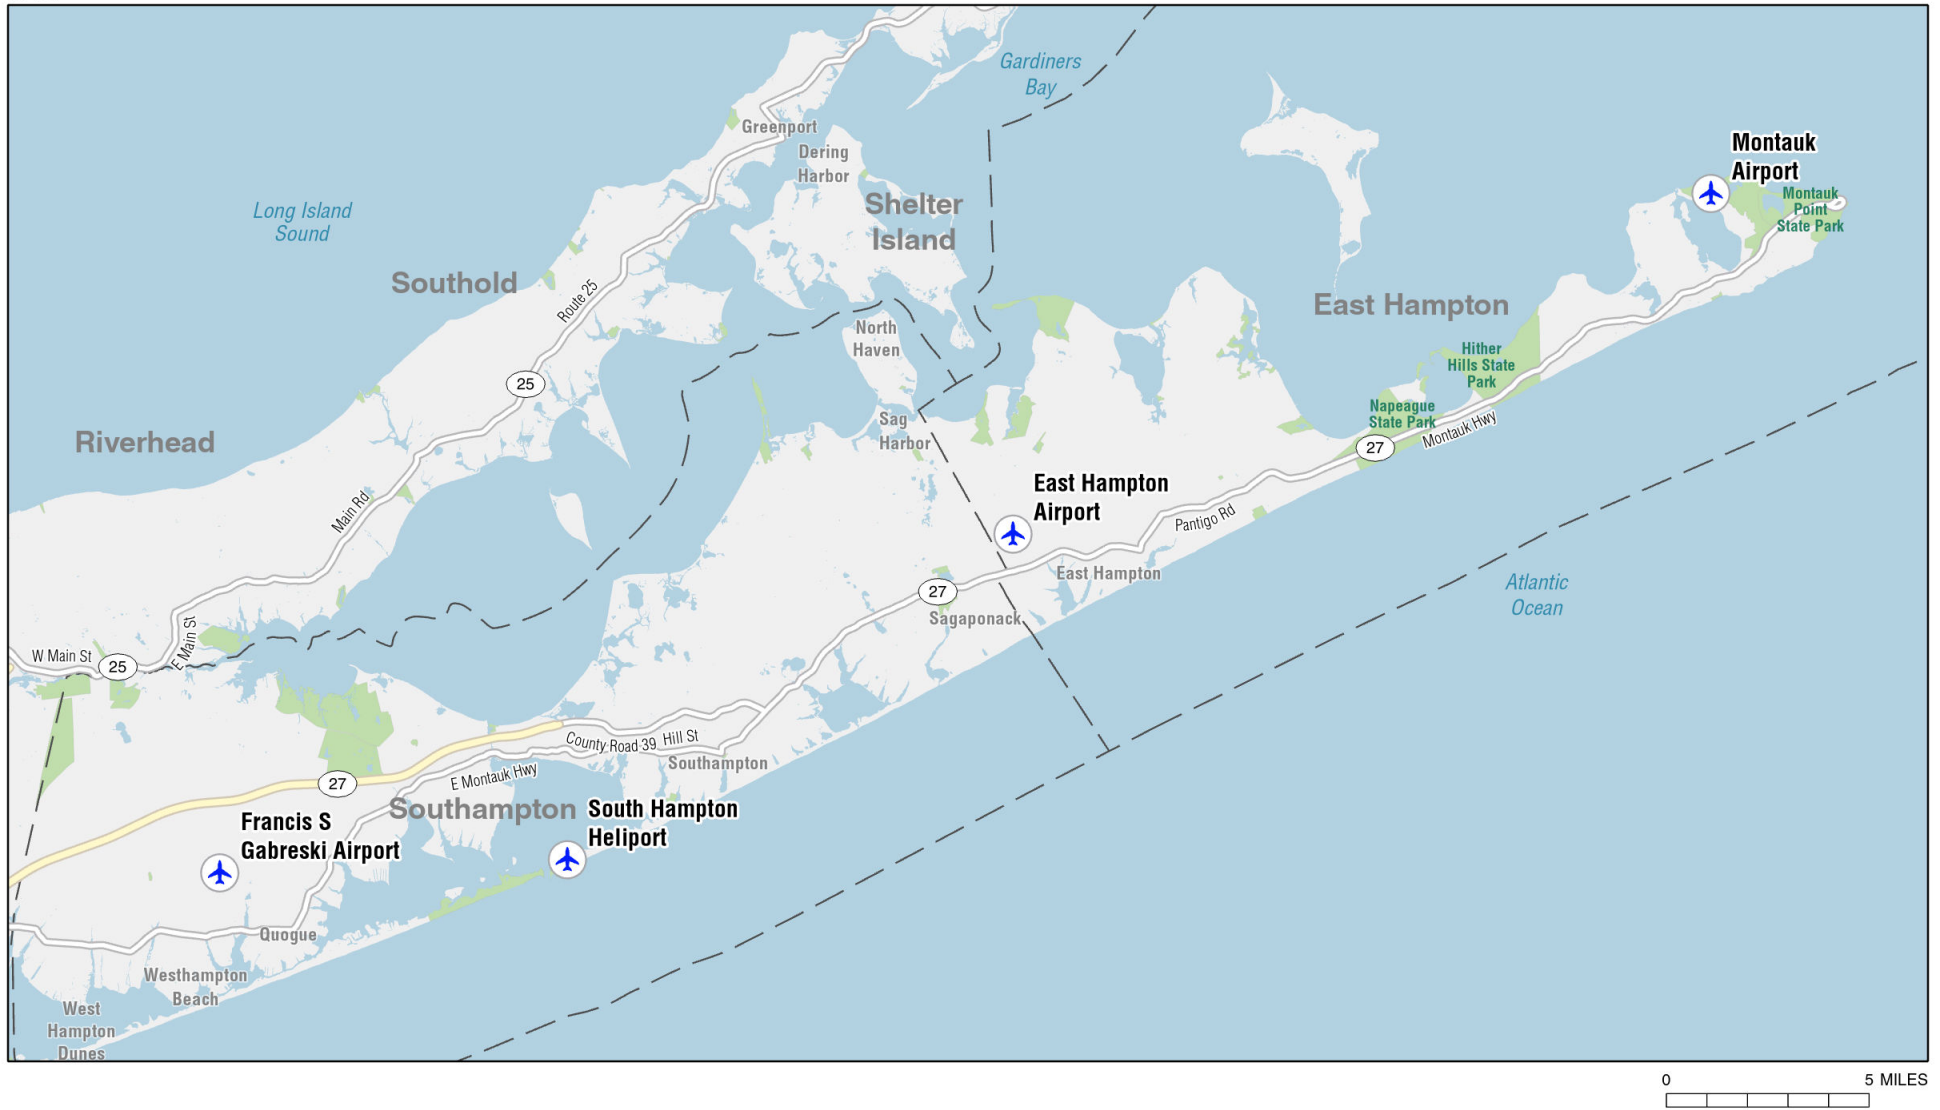 Gardiners
Bay
Greenport
Dering
Harbor
Montauk
Airport
Montauk
Point
State Park
Long Island
Sound
Shelter
Island
Southold
Route 25
North
Haven
East Hampton
Hither
Hills State
Park
25
Napeague
State Park
27
Montauk Hwy
Sag
Harbor
Riverhead
Main Rd
East Hampton
Airport
Pantigo Rd
East Hampton
27
Sagaponack
Atlantic
Ocean
W Main St
25
E Main St
County Road 39
Hill St
Southampton
27
E Montauk Hwy
Southampton
South Hampton
Heliport
Francis S
Gabreski Airport
Quogue
Westhampton
Beach
West
Hampton
Dunes
0 5 MILES